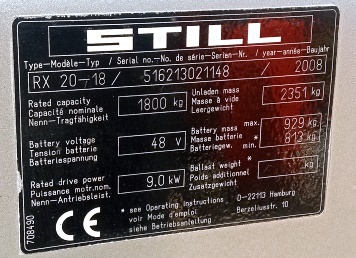 STILL
Type-Modèle-Typ / Serial no.-No. de série-Serien-Nr. / year-année-Baujahr
RX 20-18 / 516213021148 / 2008
Rated capacity
Capacité nominale
Nenn-Tragfähigkeit
1800 kg
Unladen mass
Masse à vide
Leergewicht
2351 kg
Battery voltage
Tension batterie
Batteriespannung
48 V
Battery mass max.
Masse batterie *
Batteriegew. min.
929 kg
813 kg
Rated drive power
Puissance motr.nom.
Nenn-Antriebsleist.
9.0 kW
Ballast weight *
Poids additionnel
Zusatzgewicht
kg
CE
* see Operating Instructions
voir Mode d'emploi
siehe Betriebsanleitung
D-22113 Hamburg
Berzeliusstr. 10
708490